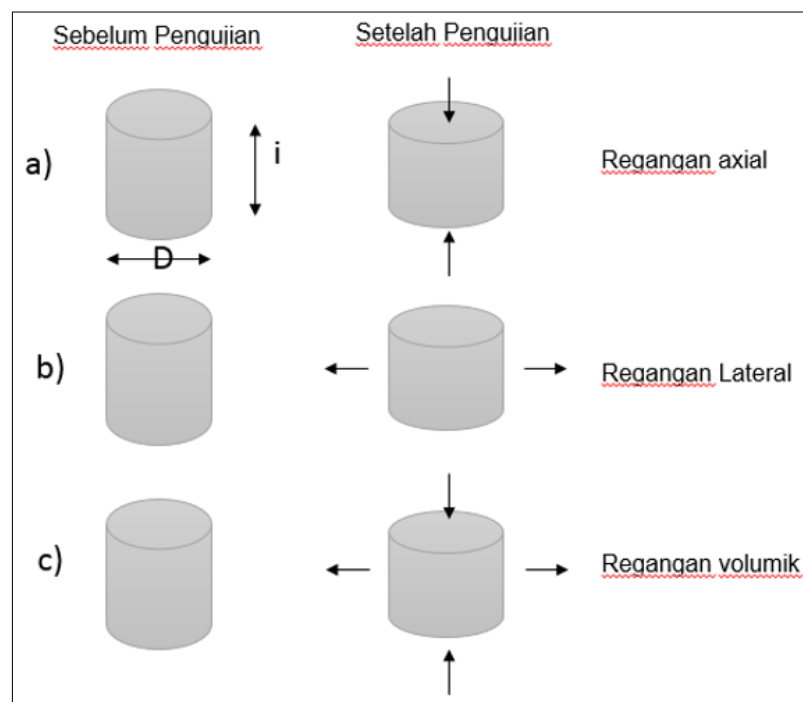 Sebelum Pengujian
Setelah Pengujian
a)
i
Regangan axial
D
b)
Regangan Lateral
c)
Regangan volumik